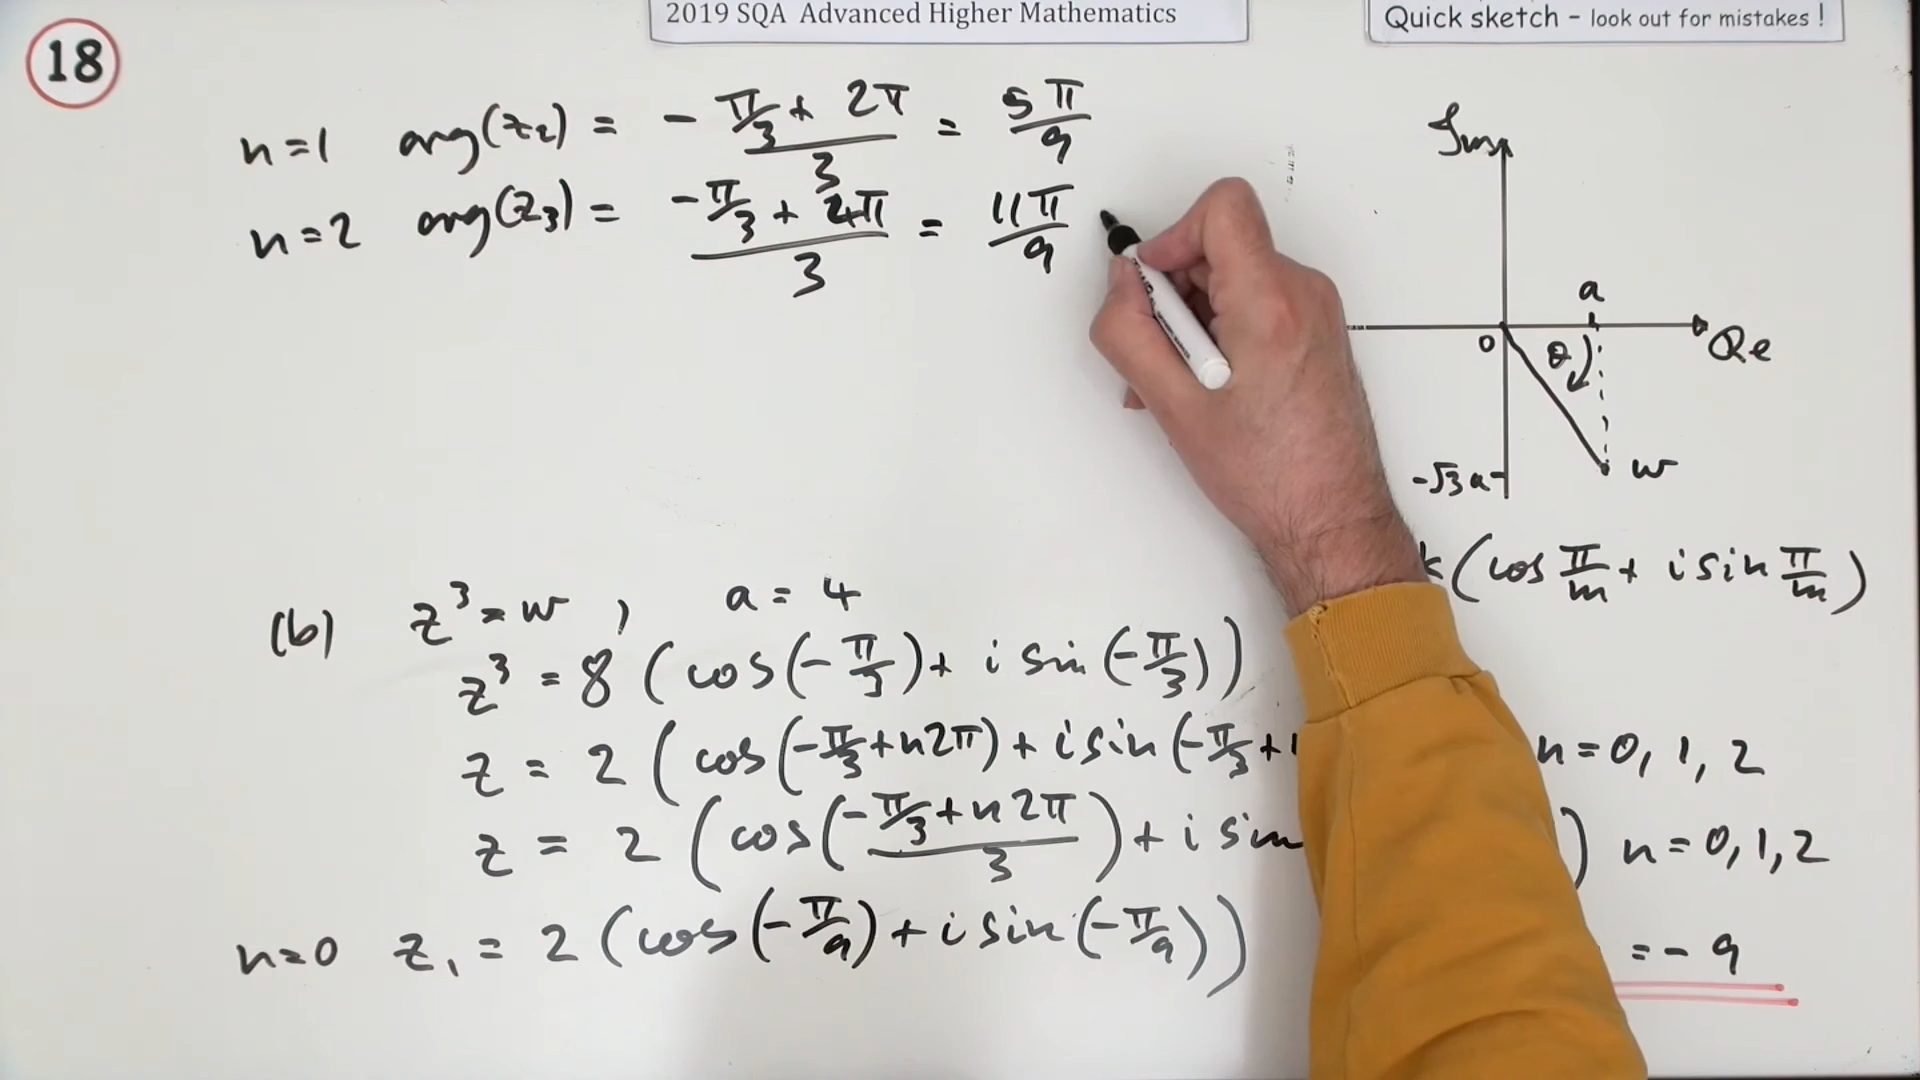 18
2019 SQA Advanced Higher Mathematics
Quick sketch – look out for mistakes !
n=1 arg(z₂) = (-π/3 + 2π)/3 = 5π/9
n=2 arg(z₃) = (-π/3 + 4π)/3 = 11π/9
Im
a
0
θ
Re
-√3 a
w
k(cos π/m + i sin π/m)
(b) z³ = w , a = 4
z³ = 8 (cos(-π/3) + i sin(-π/3))
z = 2 (cos(-π/3 + n2π) + i sin(-π/3 + n = 0, 1, 2
z = 2 (cos((-π/3 + n2π)/3) + i sin ) n = 0, 1, 2
n=0 z₁ = 2 (cos(-π/9) + i sin(-π/9)) = - 9